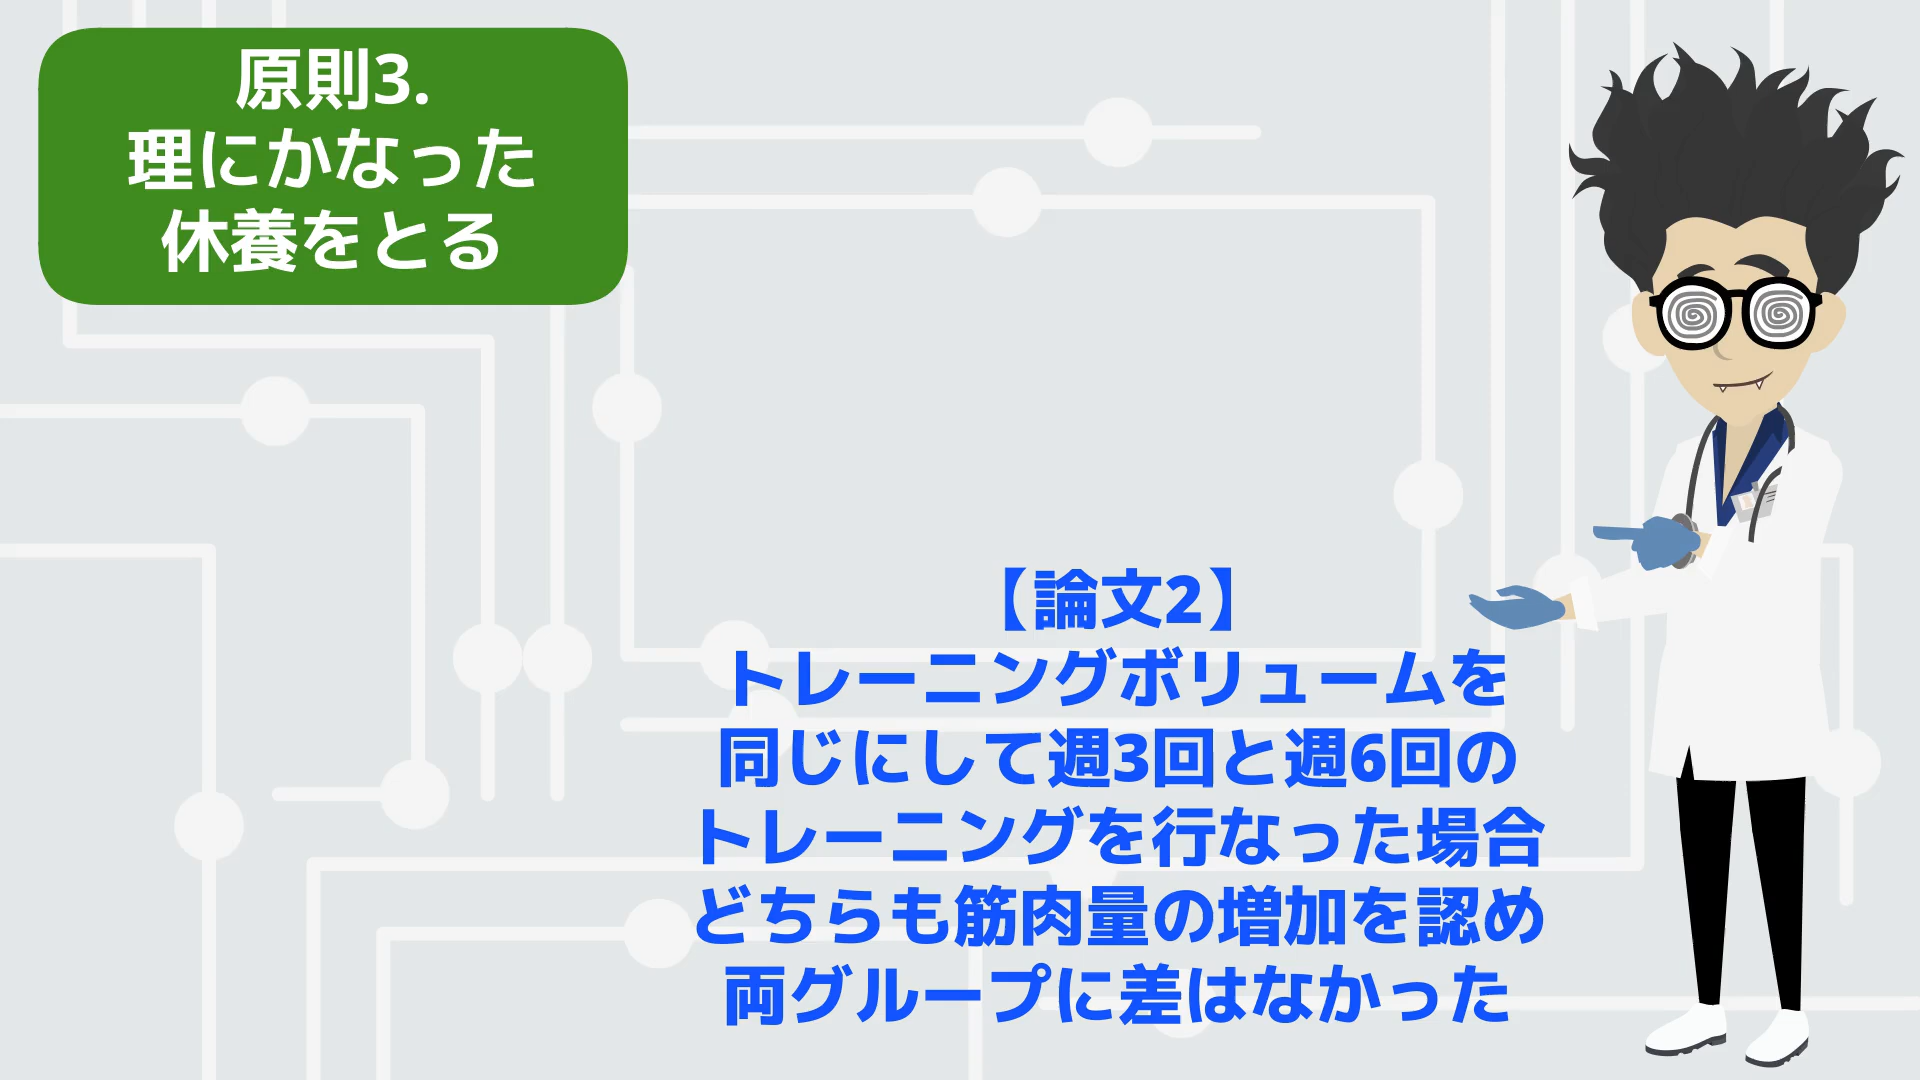 原則3.
理にかなった
休養をとる
【論文2】
トレーニングボリュームを
同じにして週3回と週6回の
トレーニングを行なった場合
どちらも筋肉量の増加を認め
両グループに差はなかった